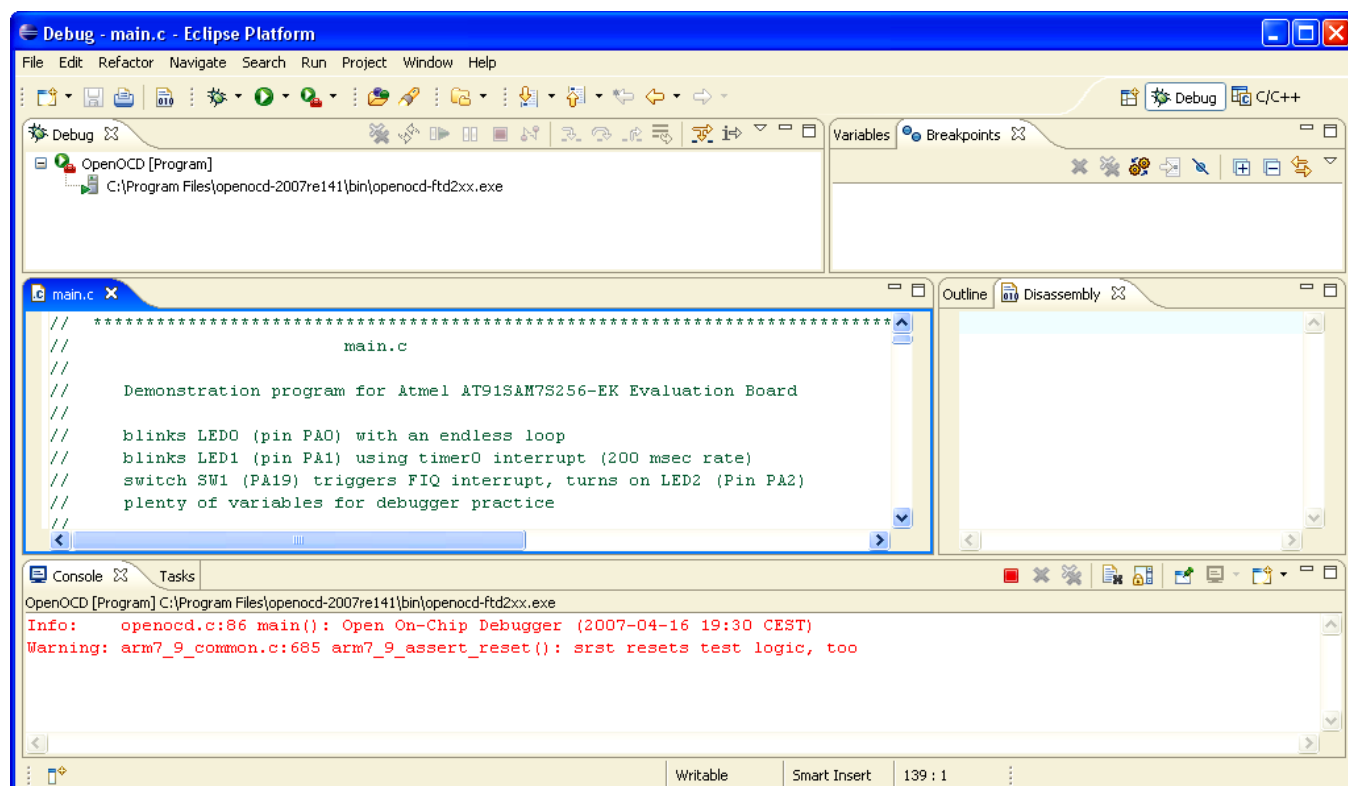 Debug - main.c - Eclipse Platform
File Edit Refactor Navigate Search Run Project Window Help
Debug C/C++
Debug
Variables Breakpoints
OpenOCD [Program]
C:\Program Files\openocd-2007re141\bin\openocd-ftd2xx.exe
main.c
Outline Disassembly
// *****************************************************************************
// main.c
//
// Demonstration program for Atmel AT91SAM7S256-EK Evaluation Board
//
// blinks LED0 (pin PA0) with an endless loop
// blinks LED1 (pin PA1) using timer0 interrupt (200 msec rate)
// switch SW1 (PA19) triggers FIQ interrupt, turns on LED2 (Pin PA2)
// plenty of variables for debugger practice
//
Console Tasks
OpenOCD [Program] C:\Program Files\openocd-2007re141\bin\openocd-ftd2xx.exe
Info: openocd.c:86 main(): Open On-Chip Debugger (2007-04-16 19:30 CEST)
Warning: arm7_9_common.c:685 arm7_9_assert_reset(): srst resets test logic, too
Writable Smart Insert 139 : 1